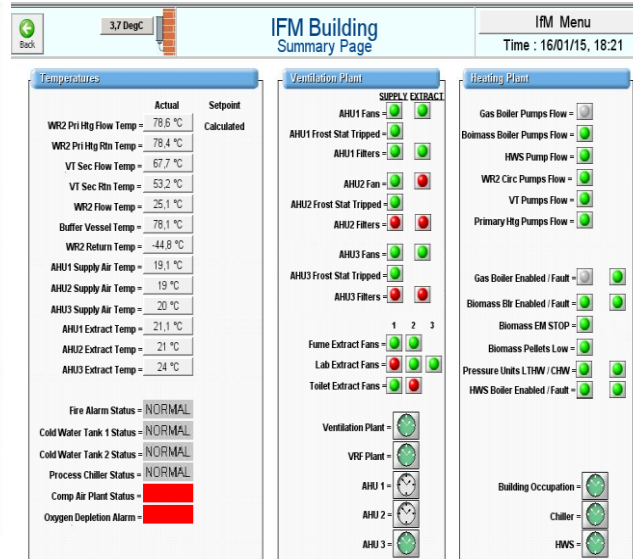 Back
3,7 DegC
IFM Building
Summary Page
IfM Menu
Time : 16/01/15, 18:21
Temperatures
Actual Setpoint
WR2 Pri Htg Flow Temp = 78,6 °C Calculated
WR2 Pri Htg Rtn Temp = 78,4 °C
VT Sec Flow Temp = 67,7 °C
VT Sec Rtn Temp = 53,2 °C
WR2 Flow Temp = 25,1 °C
Buffer Vessel Temp = 78,1 °C
WR2 Return Temp = -44,8 °C
AHU1 Supply Air Temp = 19,1 °C
AHU2 Supply Air Temp = 19 °C
AHU3 Supply Air Temp = 20 °C
AHU1 Extract Temp = 21,1 °C
AHU2 Extract Temp = 21 °C
AHU3 Extract Temp = 24 °C
Fire Alarm Status = NORMAL
Cold Water Tank 1 Status = NORMAL
Cold Water Tank 2 Status = NORMAL
Process Chiller Status = NORMAL
Comp Air Plant Status =
Oxygen Depletion Alarm =
Ventilation Plant
SUPPLY EXTRACT
AHU1 Fans =
AHU1 Frost Stat Tripped =
AHU1 Filters =
AHU2 Fan =
AHU2 Frost Stat Tripped =
AHU2 Filters =
AHU3 Fans =
AHU3 Frost Stat Tripped =
AHU3 Filters =
1 2 3
Fume Extract Fans =
Lab Extract Fans =
Toilet Extract Fans =
Ventilation Plant =
VRF Plant =
AHU 1 =
AHU 2 =
AHU 3 =
Heating Plant
Gas Boiler Pumps Flow =
Boimass Boiler Pumps Flow =
HWS Pump Flow =
WR2 Circ Pumps Flow =
VT Pumps Flow =
Primary Htg Pumps Flow =
Gas Boiler Enabled / Fault =
Biomass Blr Enabled / Fault =
Biomass EM STOP =
Biomass Pellets Low =
Pressure Units LTHW / CHW =
HWS Boiler Enabled / Fault =
Building Occupation =
Chiller =
HWS =